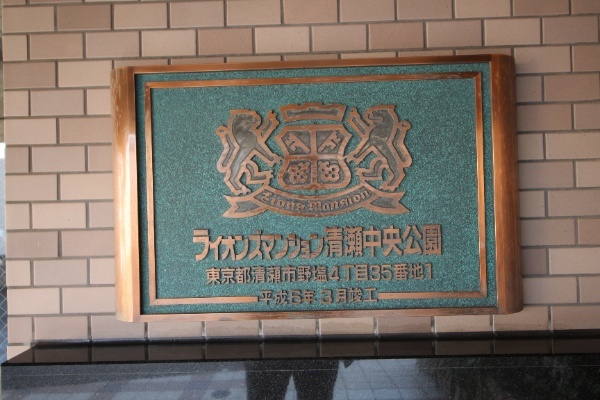 Lions Mansion
ライオンズマンション清瀬中央公園
東京都清瀬市野塩4丁目35番地1
平成5年3月竣工